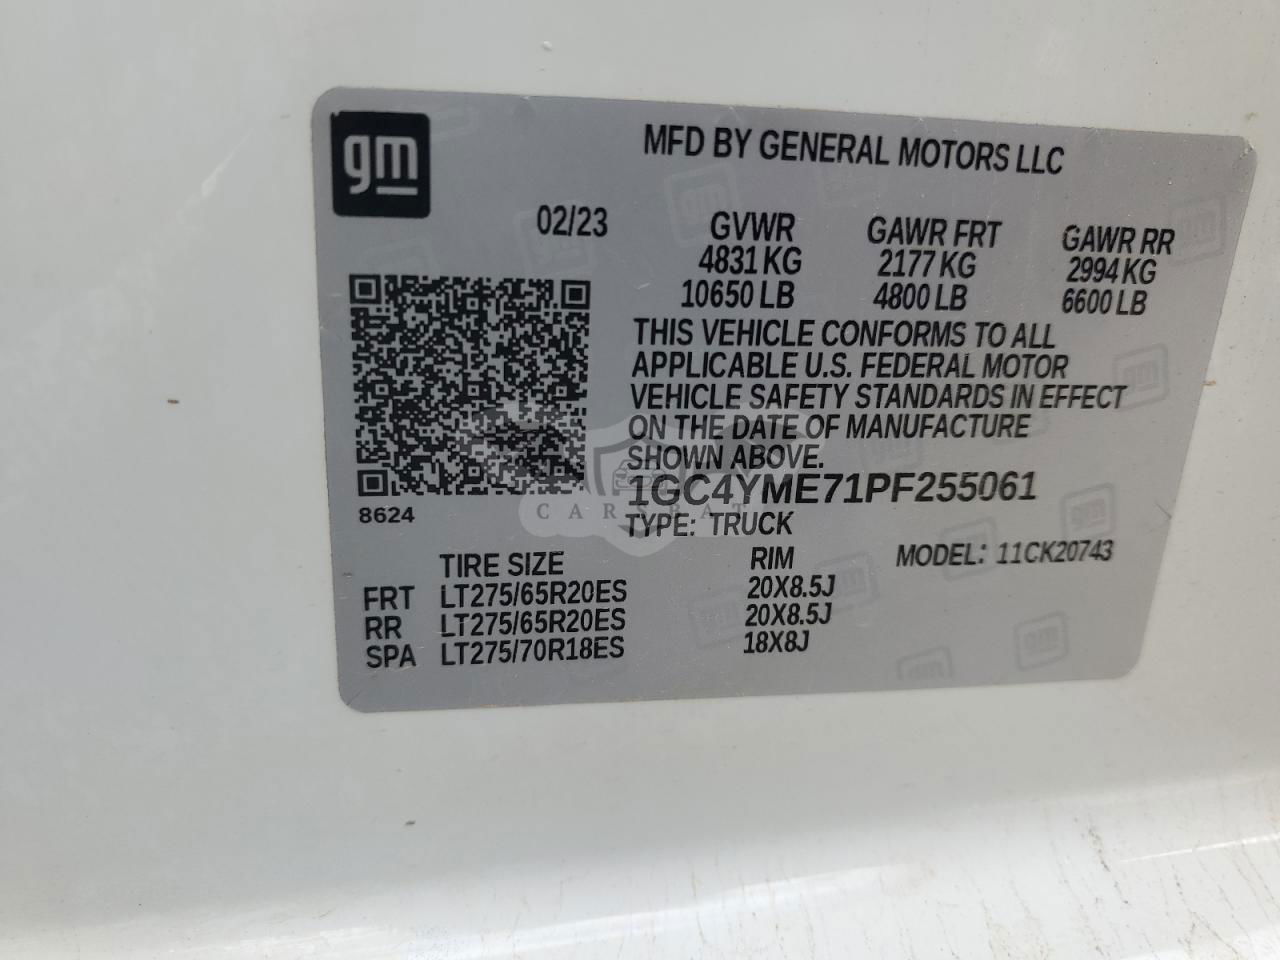 gm
MFD BY GENERAL MOTORS LLC
02/23 GVWR GAWR FRT GAWR RR
4831 KG 2177 KG 2994 KG
10650 LB 4800 LB 6600 LB
THIS VEHICLE CONFORMS TO ALL
APPLICABLE U.S. FEDERAL MOTOR
VEHICLE SAFETY STANDARDS IN EFFECT
ON THE DATE OF MANUFACTURE
SHOWN ABOVE.
1GC4YME71PF255061
8624
CARSBAT
TYPE: TRUCK
MODEL: 11CK20743
TIRE SIZE RIM
FRT LT275/65R20ES 20X8.5J
RR LT275/65R20ES 20X8.5J
SPA LT275/70R18ES 18X8J